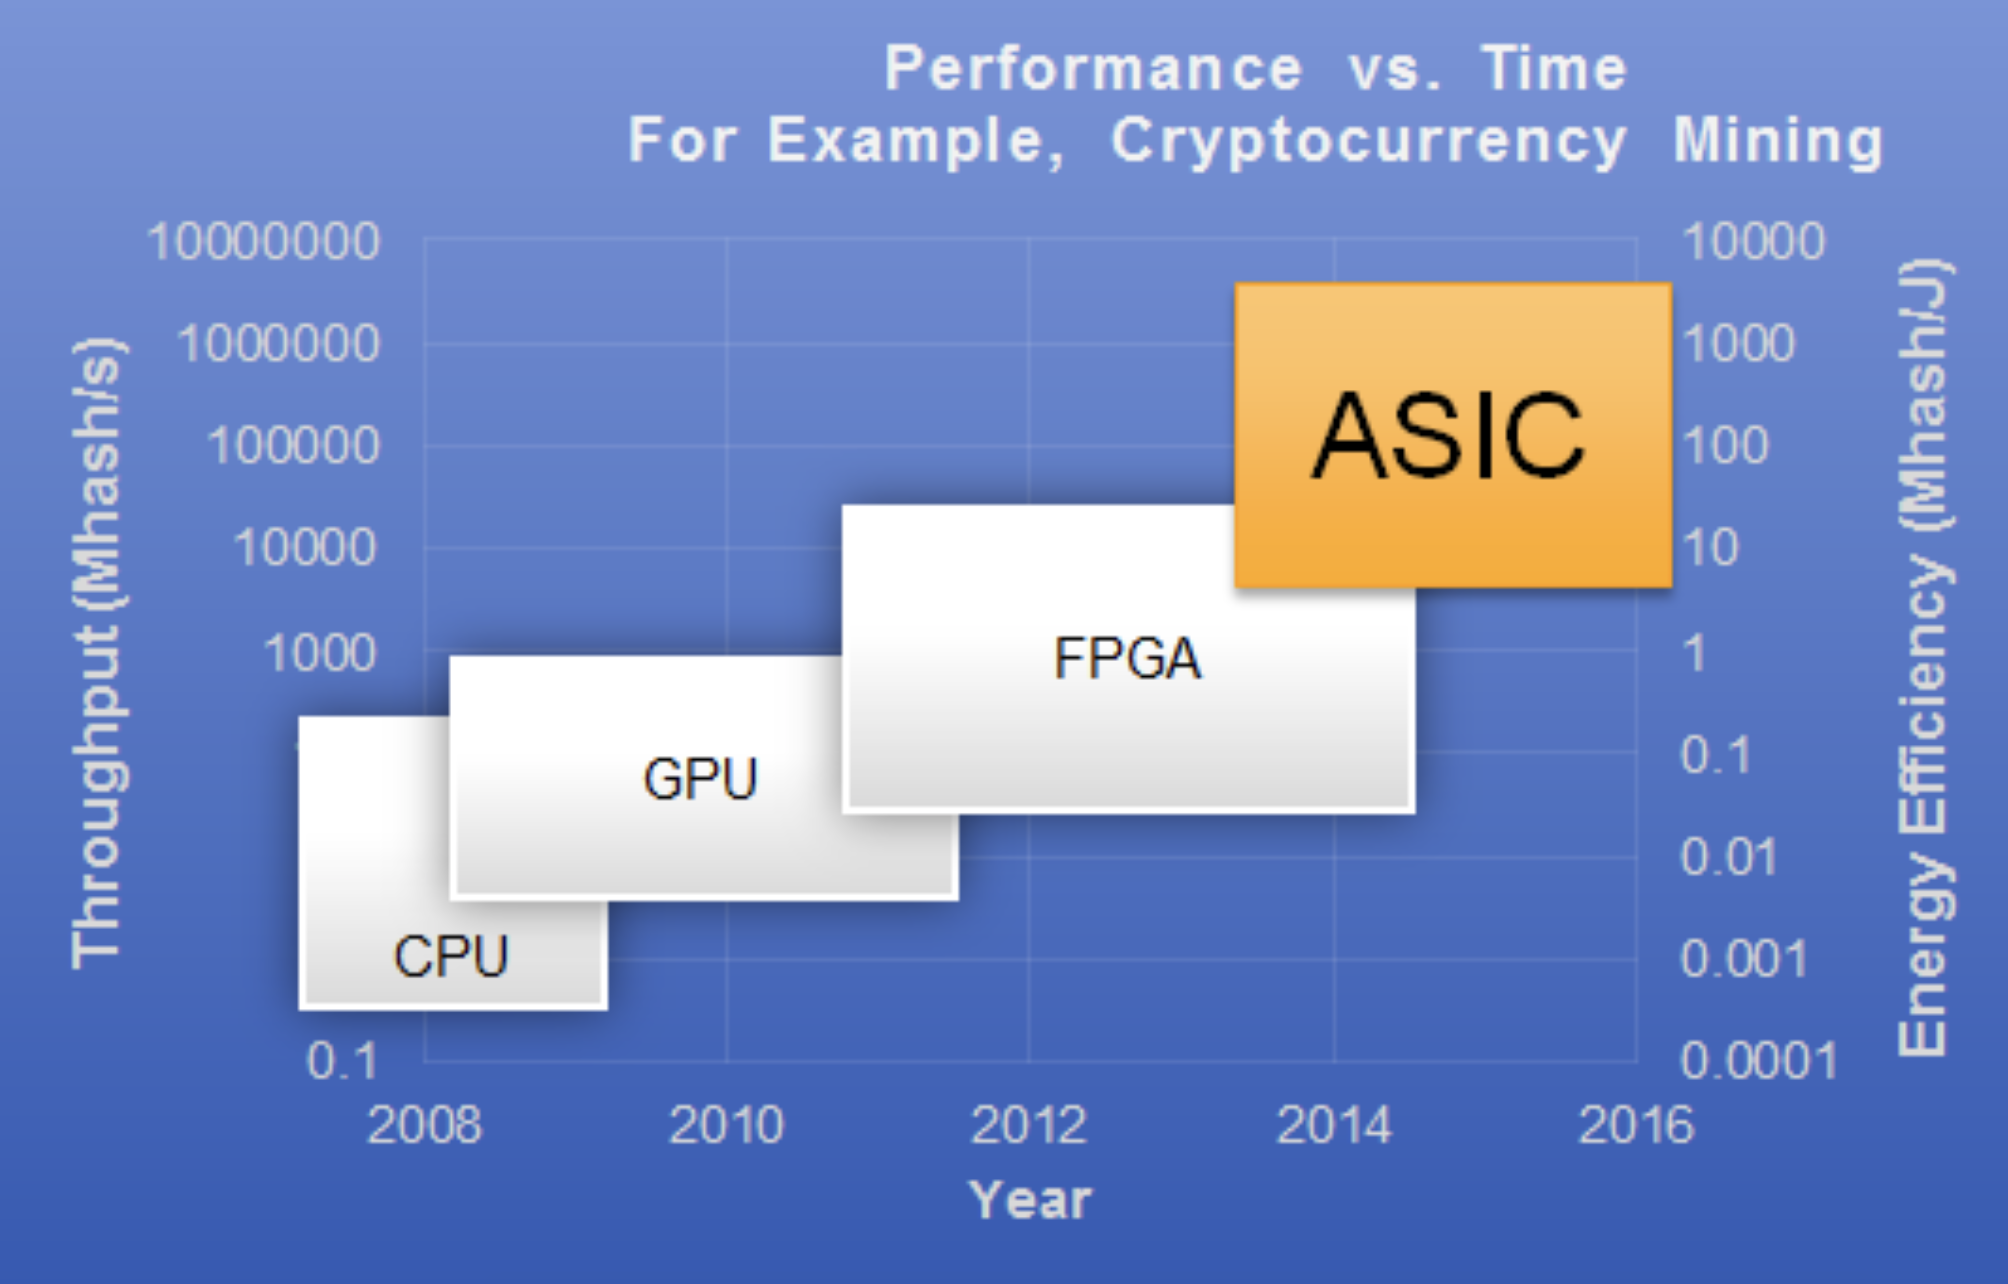 Performance vs. Time
For Example, Cryptocurrency Mining
Throughput (Mhash/s)
10000000
1000000
100000
10000
1000
0.1
ASIC
FPGA
GPU
CPU
10000
1000
100
10
1
0.1
0.01
0.001
0.0001
Energy Efficiency (Mhash/J)
2008 2010 2012 2014 2016
Year